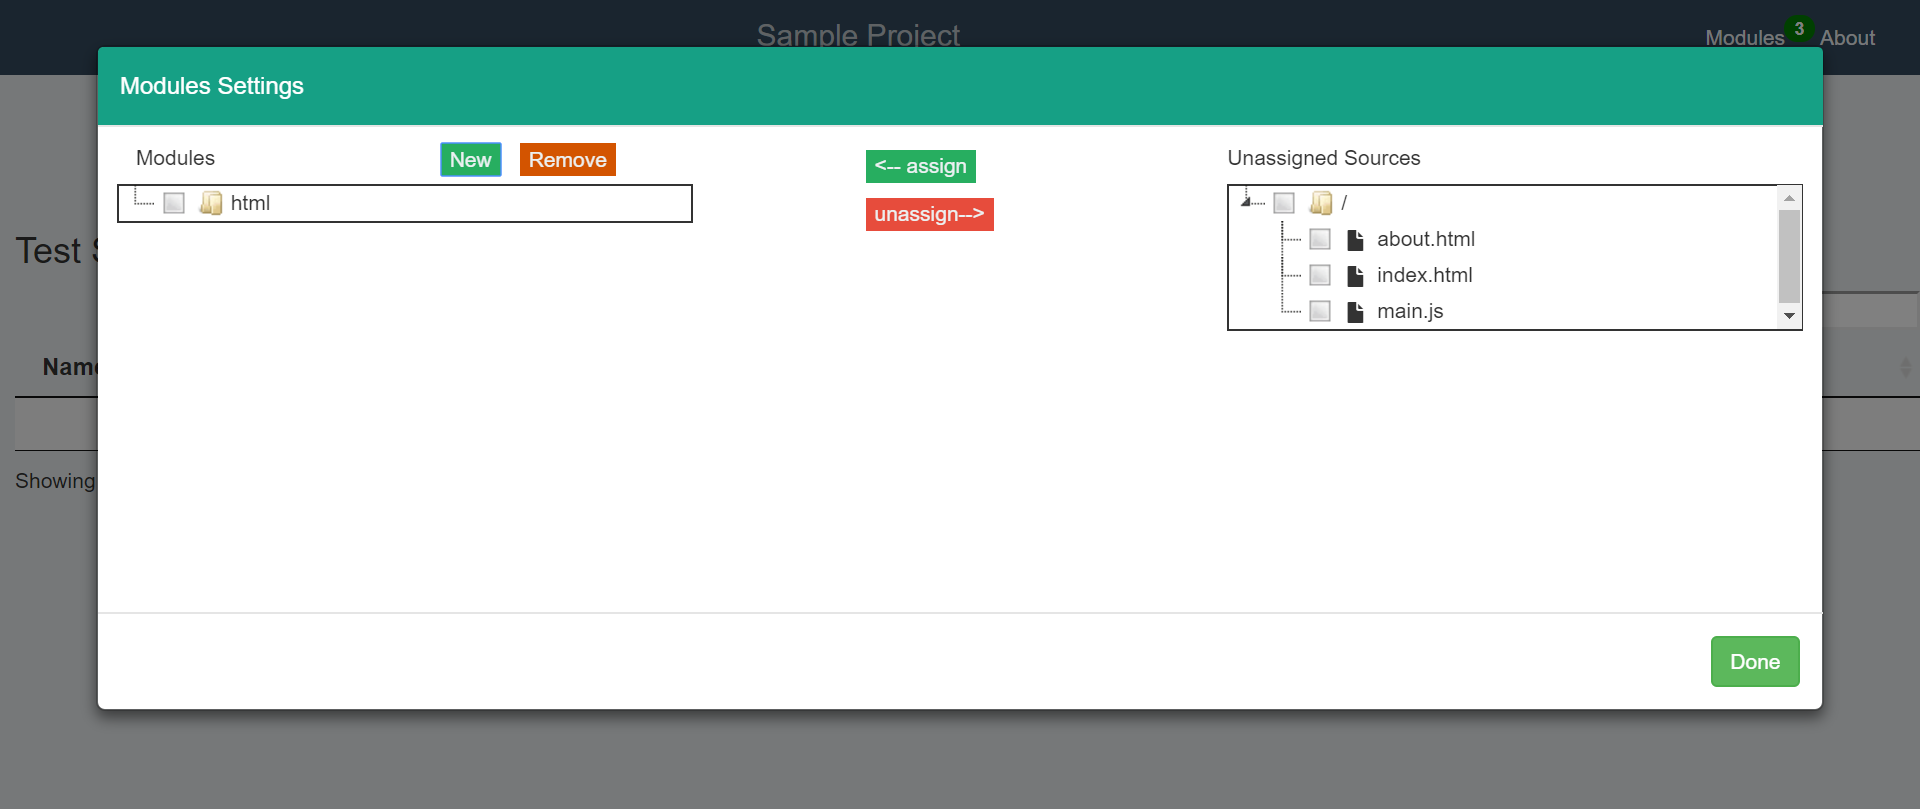 Sample Project
Modules 3 About
Modules Settings
Modules New Remove
html
<-- assign
unassign-->
Unassigned Sources
/
about.html
index.html
main.js
Test
Name
Showing
Done